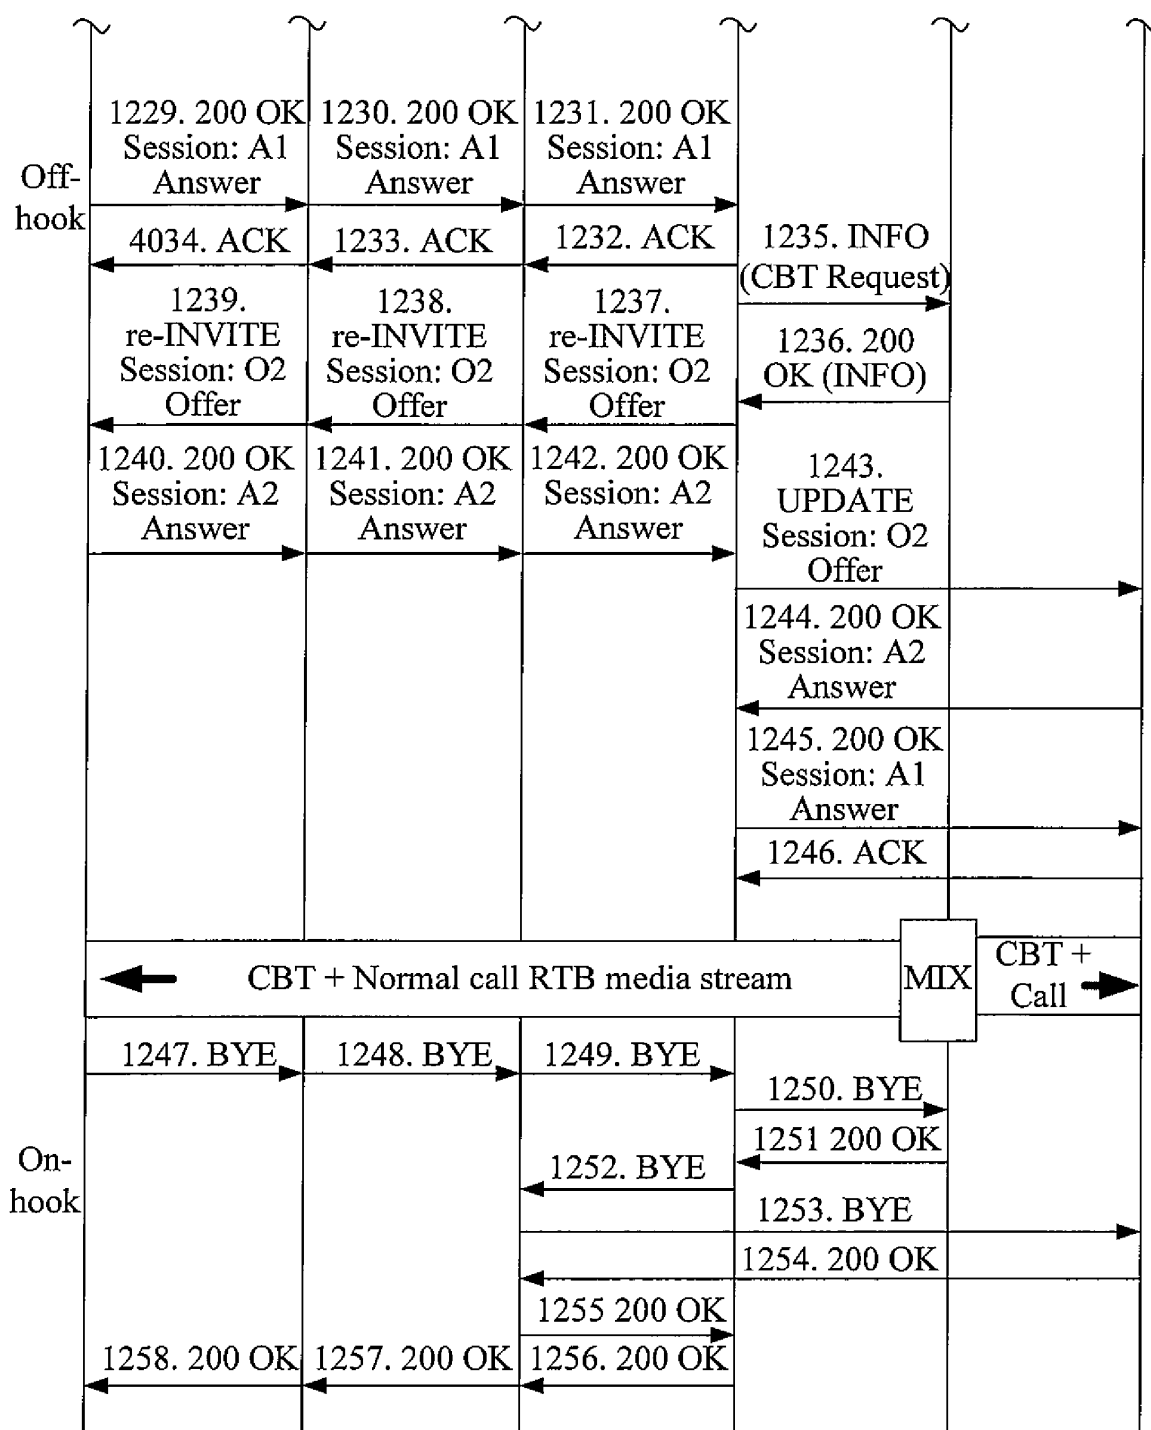 1229. 200 OK
Session: A1
Answer
1230. 200 OK
Session: A1
Answer
1231. 200 OK
Session: A1
Answer
Off-
hook
4034. ACK
1233. ACK
1232. ACK
1235. INFO
(CBT Request)
1239.
re-INVITE
Session: O2
Offer
1238.
re-INVITE
Session: O2
Offer
1237.
re-INVITE
Session: O2
Offer
1236. 200
OK (INFO)
1240. 200 OK
Session: A2
Answer
1241. 200 OK
Session: A2
Answer
1242. 200 OK
Session: A2
Answer
1243.
UPDATE
Session: O2
Offer
1244. 200 OK
Session: A2
Answer
1245. 200 OK
Session: A1
Answer
1246. ACK
CBT + Normal call RTB media stream
MIX
CBT +
Call
1247. BYE
1248. BYE
1249. BYE
1250. BYE
1251 200 OK
On-
hook
1252. BYE
1253. BYE
1254. 200 OK
1255 200 OK
1258. 200 OK
1257. 200 OK
1256. 200 OK